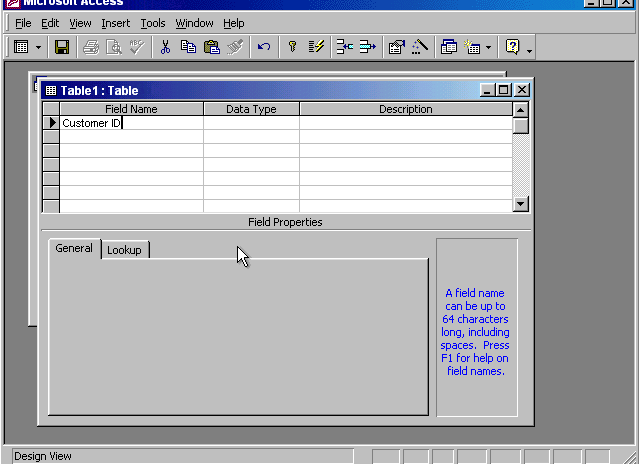 Microsoft Access
File Edit View Insert Tools Window Help
Table1 : Table
Field Name Data Type Description
Customer ID
Field Properties
General Lookup
A field name
can be up to
64 characters
long, including
spaces. Press
F1 for help on
field names.
Design View